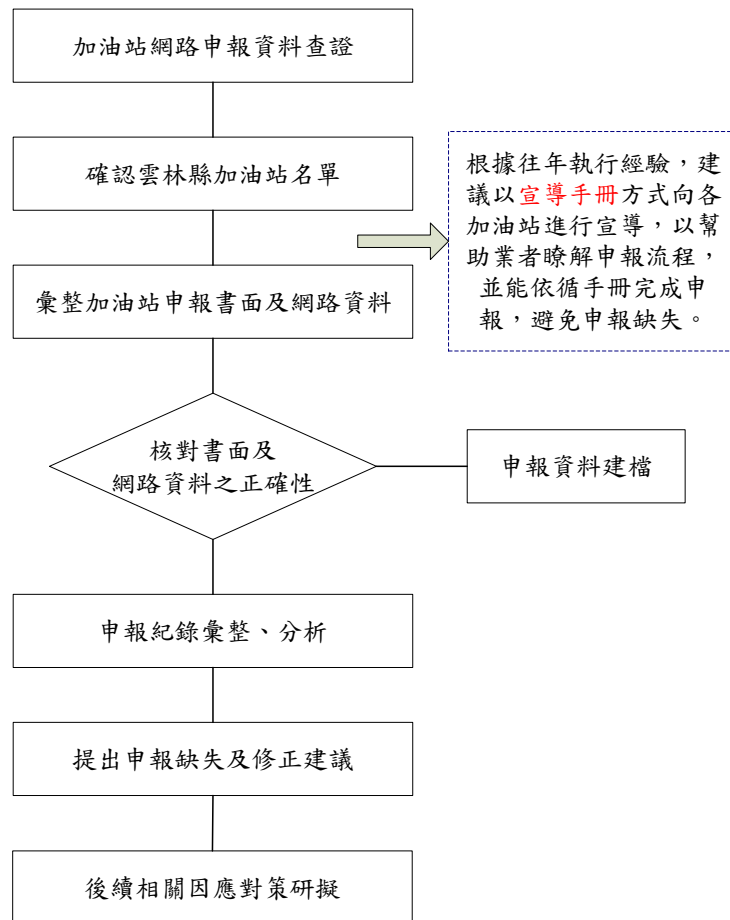 加油站網路申報資料查證
確認雲林縣加油站名單
根據往年執行經驗，建
議以宣導手冊方式向各
加油站進行宣導，以幫
助業者瞭解申報流程，
並能依循手冊完成申
報，避免申報缺失。
彙整加油站申報書面及網路資料
核對書面及
網路資料之正確性
申報資料建檔
申報紀錄彙整、分析
提出申報缺失及修正建議
後續相關因應對策研擬